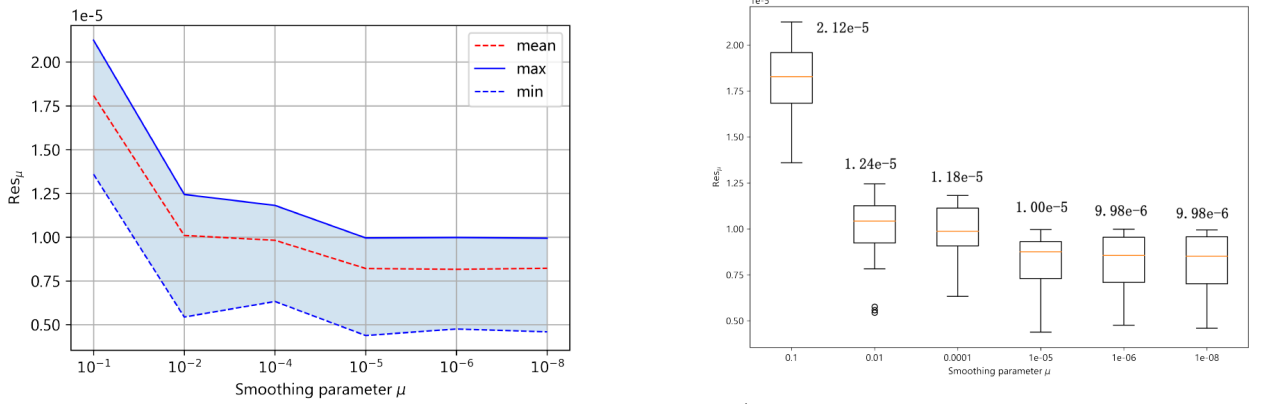 1e-5
2.00
1.75
1.50
1.25
1.00
0.75
0.50
Res_μ
mean
max
min
10⁻¹ 10⁻² 10⁻⁴ 10⁻⁵ 10⁻⁶ 10⁻⁸
Smoothing parameter μ
1e-5
2.00
1.75
1.50
1.25
1.00
0.75
0.50
Res_μ
2.12e-5
1.24e-5
1.18e-5
1.00e-5
9.98e-6
9.98e-6
0.1 0.01 0.0001 1e-05 1e-06 1e-08
Smoothing parameter μ